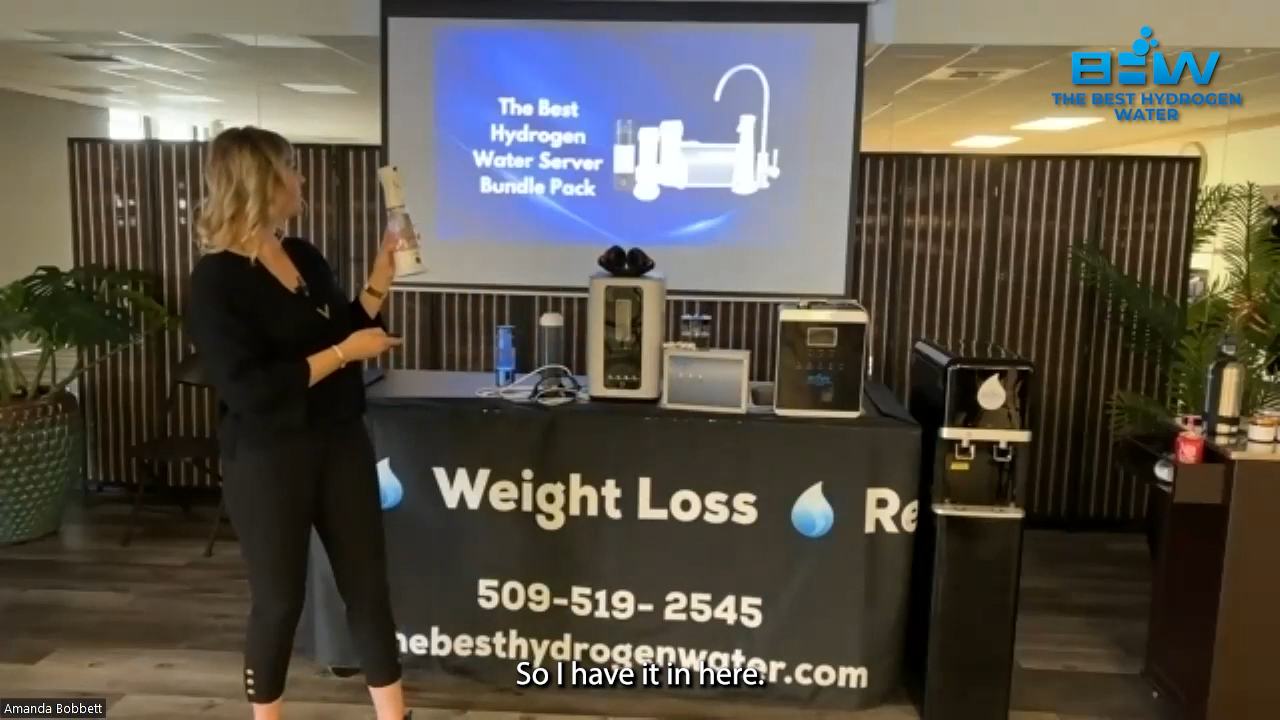 BHW
THE BEST HYDROGEN
WATER
The Best
Hydrogen
Water Server
Bundle Pack
Weight Loss
Re
509-519- 2545
hebesthydrogenwater.com
So I have it in here.
Amanda Bobbett